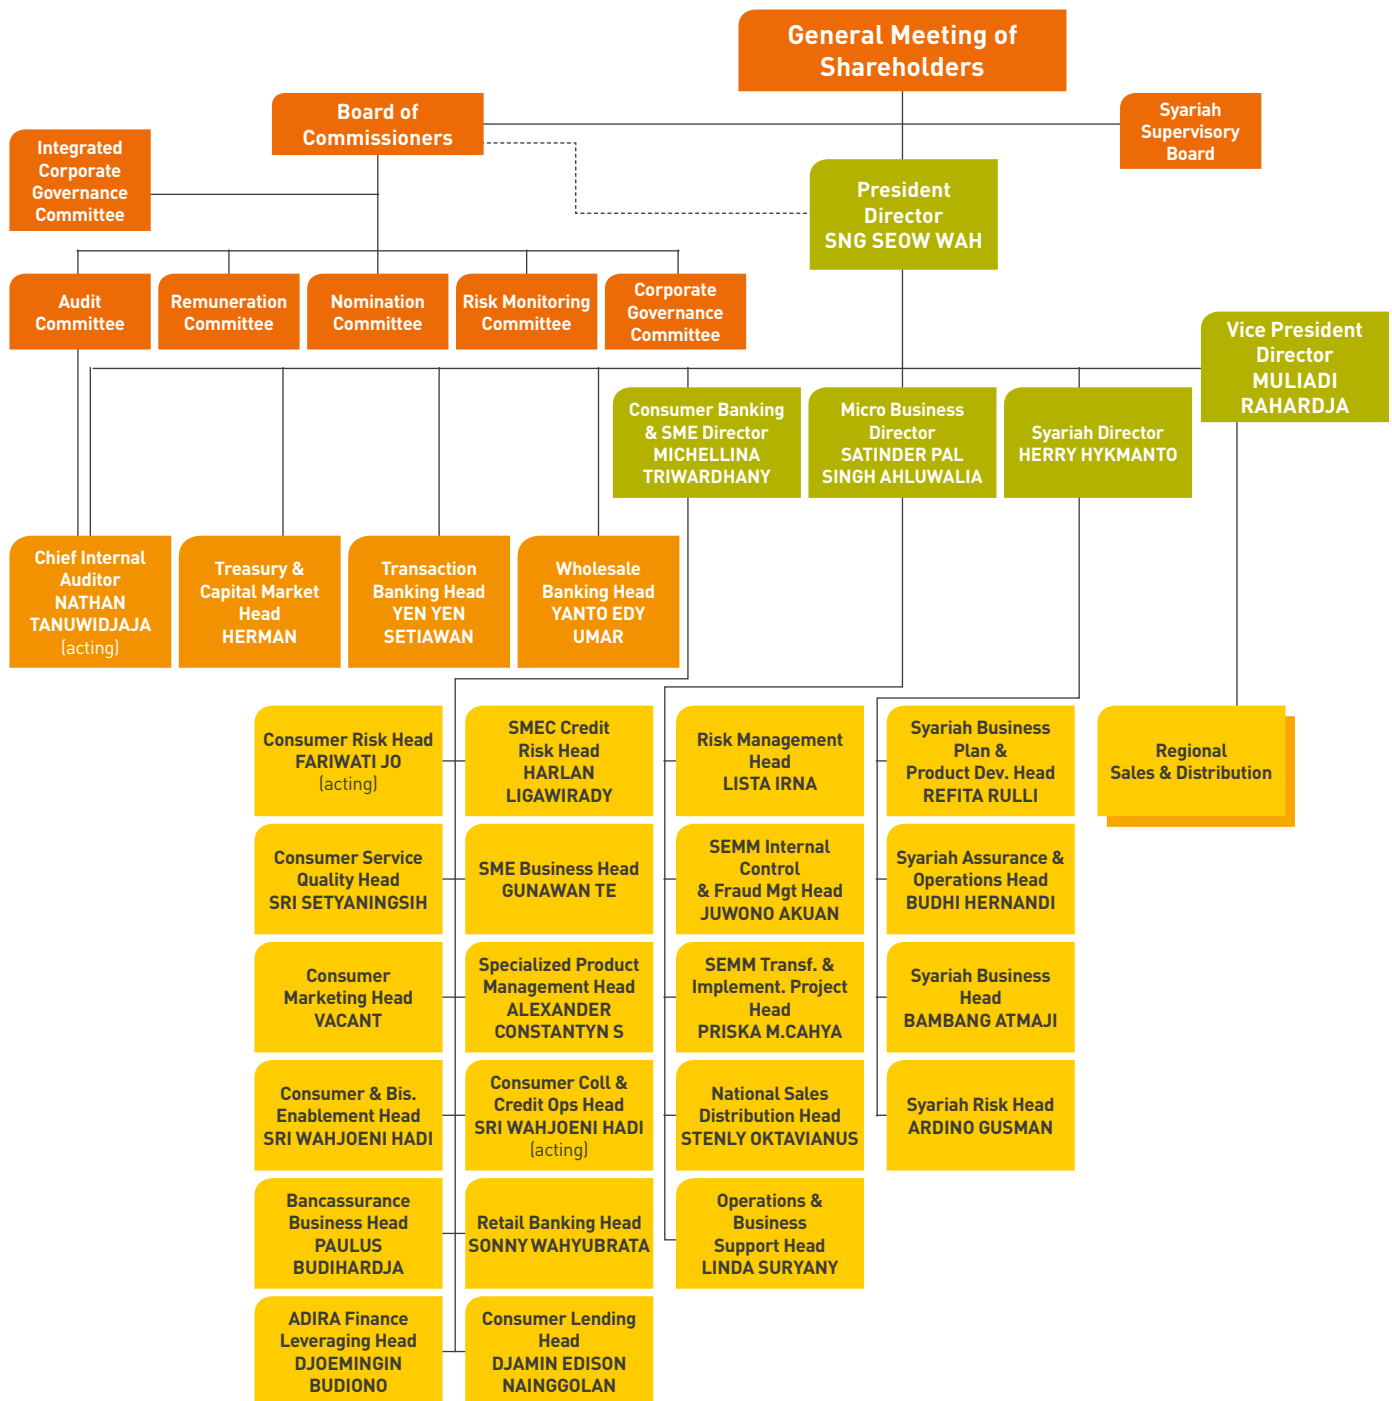 General Meeting of
Shareholders
Board of
Commissioners
Syariah
Supervisory
Board
Integrated
Corporate
Governance
Committee
President
Director
SNG SEOW WAH
Audit
Committee
Remuneration
Committee
Nomination
Committee
Risk Monitoring
Committee
Corporate
Governance
Committee
Vice President
Director
MULIADI
RAHARDJA
Consumer Banking
& SME Director
MICHELLINA
TRIWARDHANY
Micro Business
Director
SATINDER PAL
SINGH AHLUWALIA
Syariah Director
HERRY HYKMANTO
Chief Internal
Auditor
NATHAN
TANUWIDJAJA
(acting)
Treasury &
Capital Market
Head
HERMAN
Transaction
Banking Head
YEN YEN
SETIAWAN
Wholesale
Banking Head
YANTO EDY
UMAR
Consumer Risk Head
FARIWATI JO
(acting)
SMEC Credit
Risk Head
HARLAN
LIGAWIRADY
Risk Management
Head
LISTA IRNA
Syariah Business
Plan &
Product Dev. Head
REFITA RULLI
Regional
Sales & Distribution
Consumer Service
Quality Head
SRI SETYANINGSIH
SME Business Head
GUNAWAN TE
SEMM Internal
Control
& Fraud Mgt Head
JUWONO AKUAN
Syariah Assurance &
Operations Head
BUDHI HERNANDI
Consumer
Marketing Head
VACANT
Specialized Product
Management Head
ALEXANDER
CONSTANTYN S
SEMM Transf. &
Implement. Project
Head
PRISKA M.CAHYA
Syariah Business
Head
BAMBANG ATMAJI
Consumer & Bis.
Enablement Head
SRI WAHJOENI HADI
Consumer Coll &
Credit Ops Head
SRI WAHJOENI HADI
(acting)
National Sales
Distribution Head
STENLY OKTAVIANUS
Syariah Risk Head
ARDINO GUSMAN
Bancassurance
Business Head
PAULUS
BUDIHARDJA
Retail Banking Head
SONNY WAHYUBRATA
Operations &
Business
Support Head
LINDA SURYANY
ADIRA Finance
Leveraging Head
DJOEMINGIN
BUDIONO
Consumer Lending
Head
DJAMIN EDISON
NAINGGOLAN